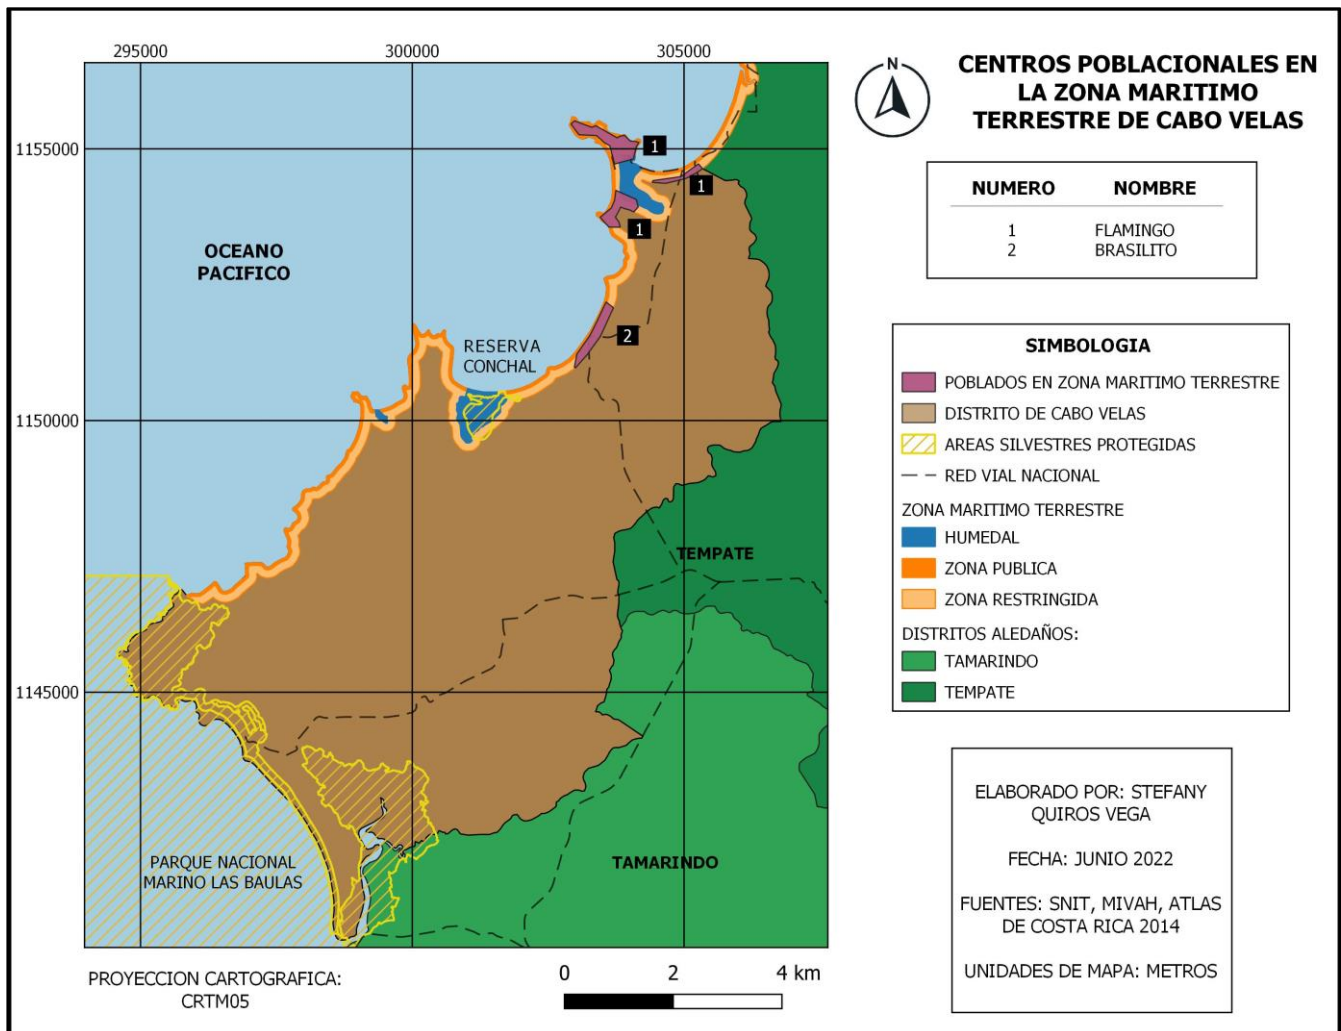 295000
300000
305000
1155000
1150000
1145000
OCEANO
PACIFICO
RESERVA
CONCHAL
1
1
1
2
TEMPATE
TAMARINDO
PARQUE NACIONAL
MARINO LAS BAULAS
PROYECCION CARTOGRAFICA:
CRTM05
0 2 4 km
N
CENTROS POBLACIONALES EN
LA ZONA MARITIMO
TERRESTRE DE CABO VELAS
NUMERO NOMBRE
1 FLAMINGO
2 BRASILITO
SIMBOLOGIA
POBLADOS EN ZONA MARITIMO TERRESTRE
DISTRITO DE CABO VELAS
AREAS SILVESTRES PROTEGIDAS
RED VIAL NACIONAL
ZONA MARITIMO TERRESTRE
HUMEDAL
ZONA PUBLICA
ZONA RESTRINGIDA
DISTRITOS ALEDAÑOS:
TAMARINDO
TEMPATE
ELABORADO POR: STEFANY
QUIROS VEGA
FECHA: JUNIO 2022
FUENTES: SNIT, MIVAH, ATLAS
DE COSTA RICA 2014
UNIDADES DE MAPA: METROS